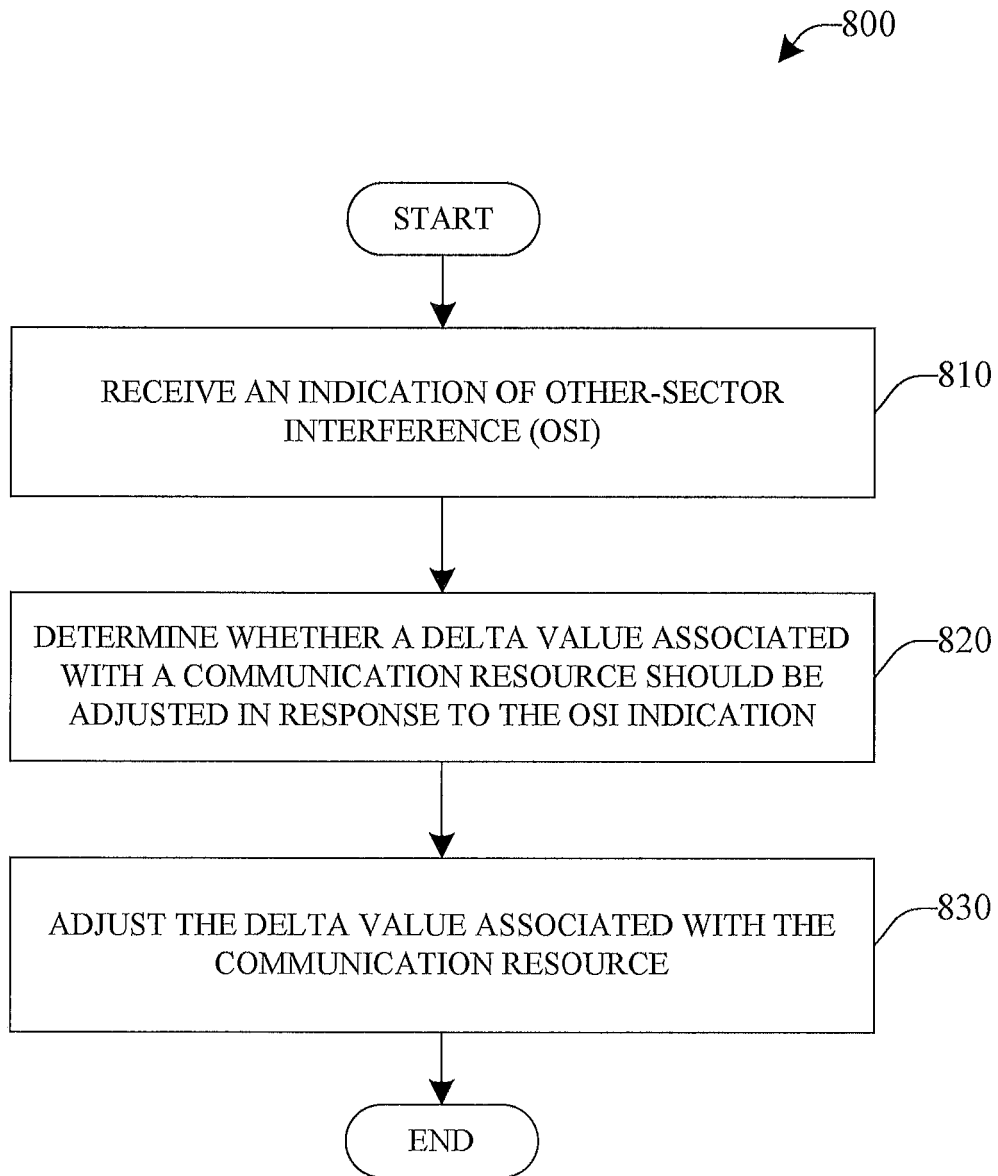 800
START
RECEIVE AN INDICATION OF OTHER-SECTOR
INTERFERENCE (OSI)
810
DETERMINE WHETHER A DELTA VALUE ASSOCIATED
WITH A COMMUNICATION RESOURCE SHOULD BE
ADJUSTED IN RESPONSE TO THE OSI INDICATION
820
ADJUST THE DELTA VALUE ASSOCIATED WITH THE
COMMUNICATION RESOURCE
830
END